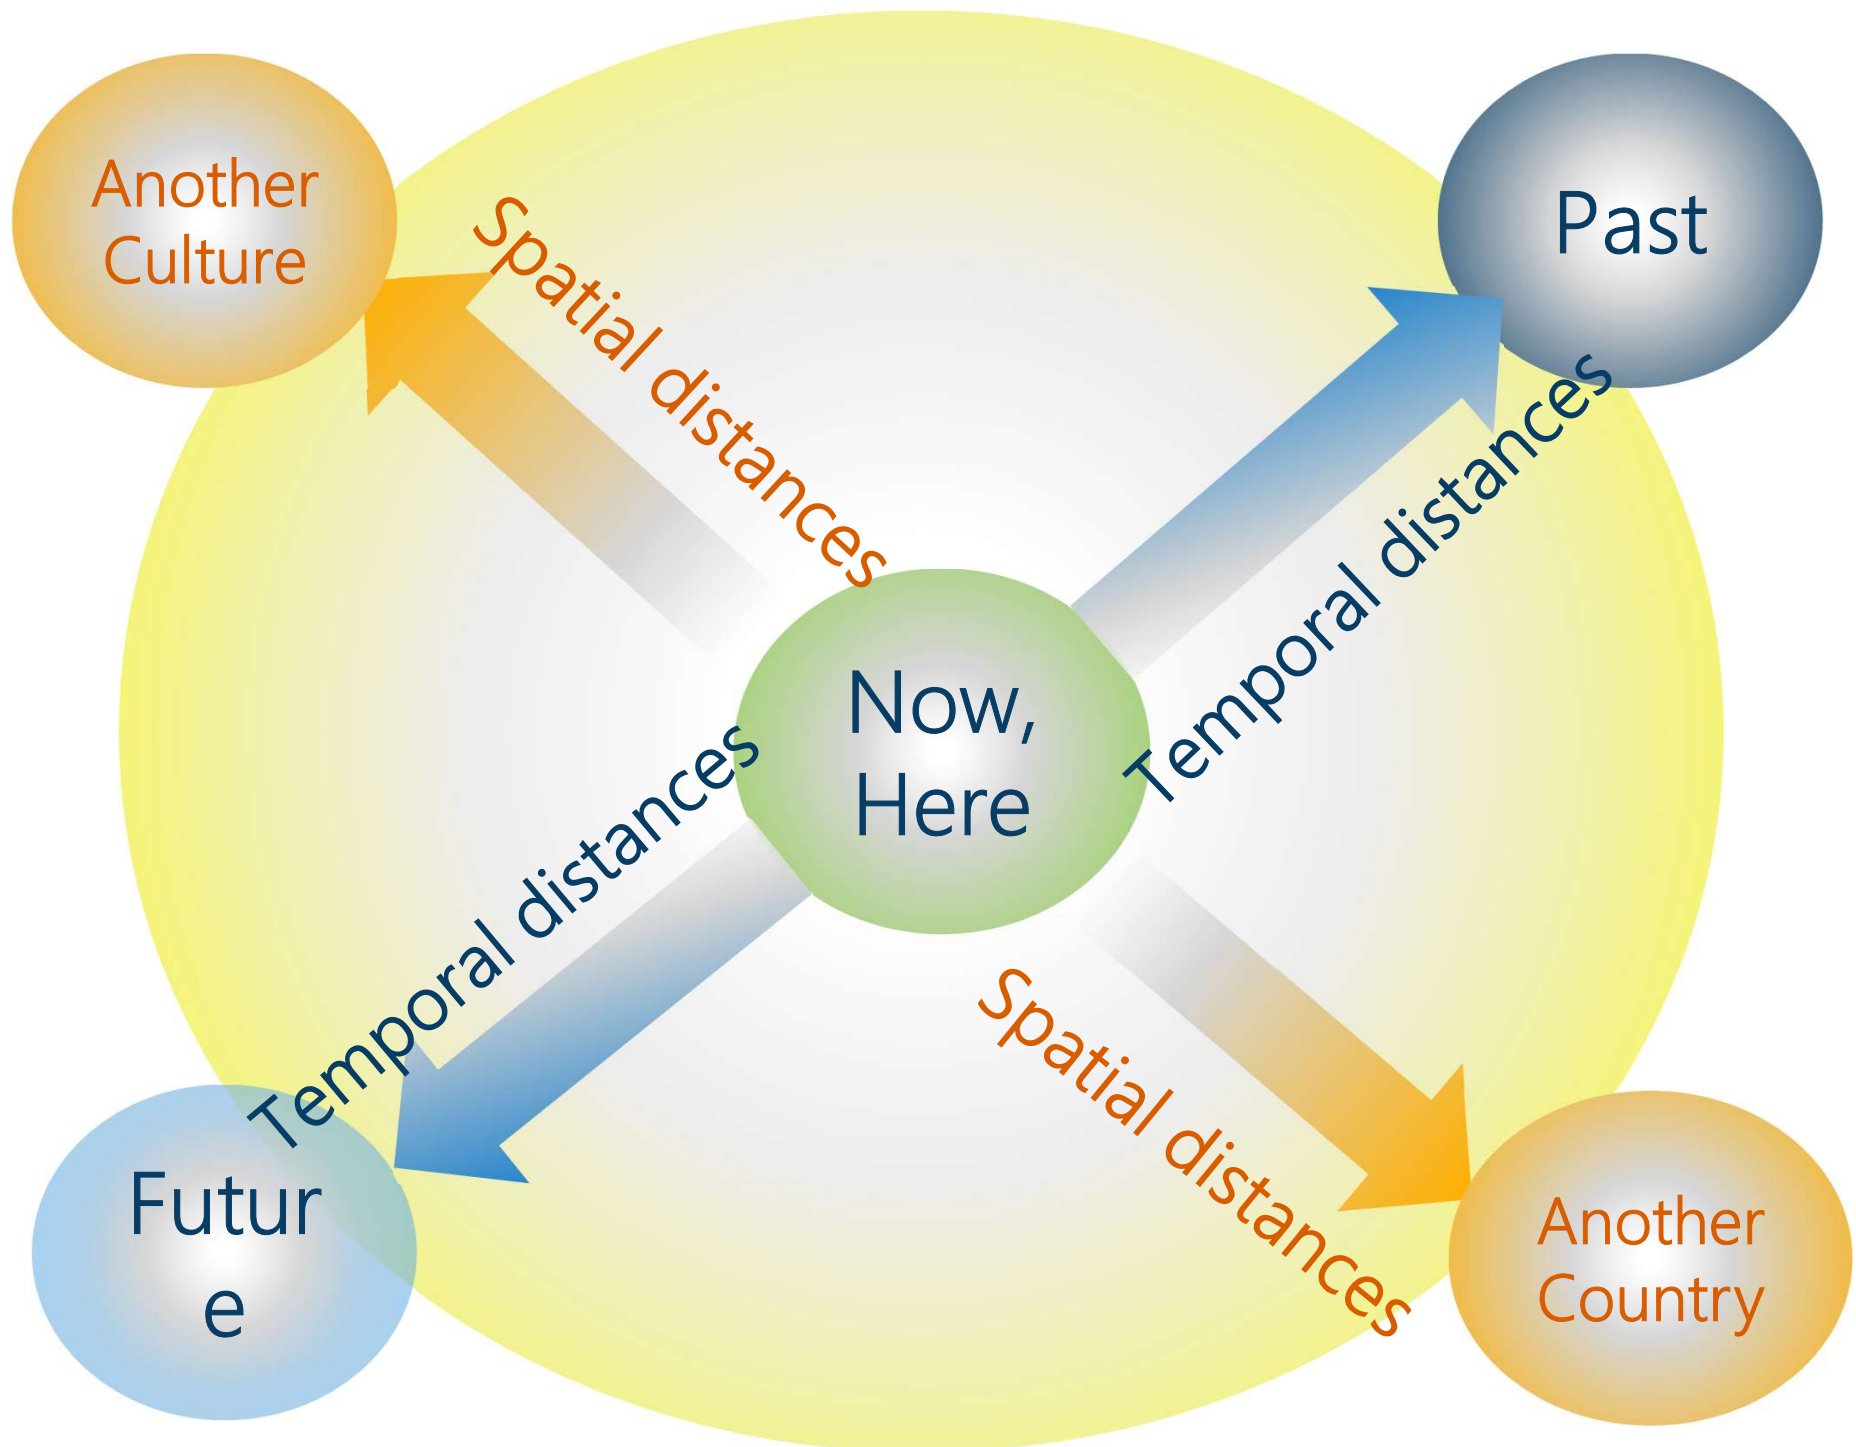 Another
Culture
Spatial distances
Past
Temporal distances
Now,
Here
Temporal distances
Futur
e
Spatial distances
Another
Country